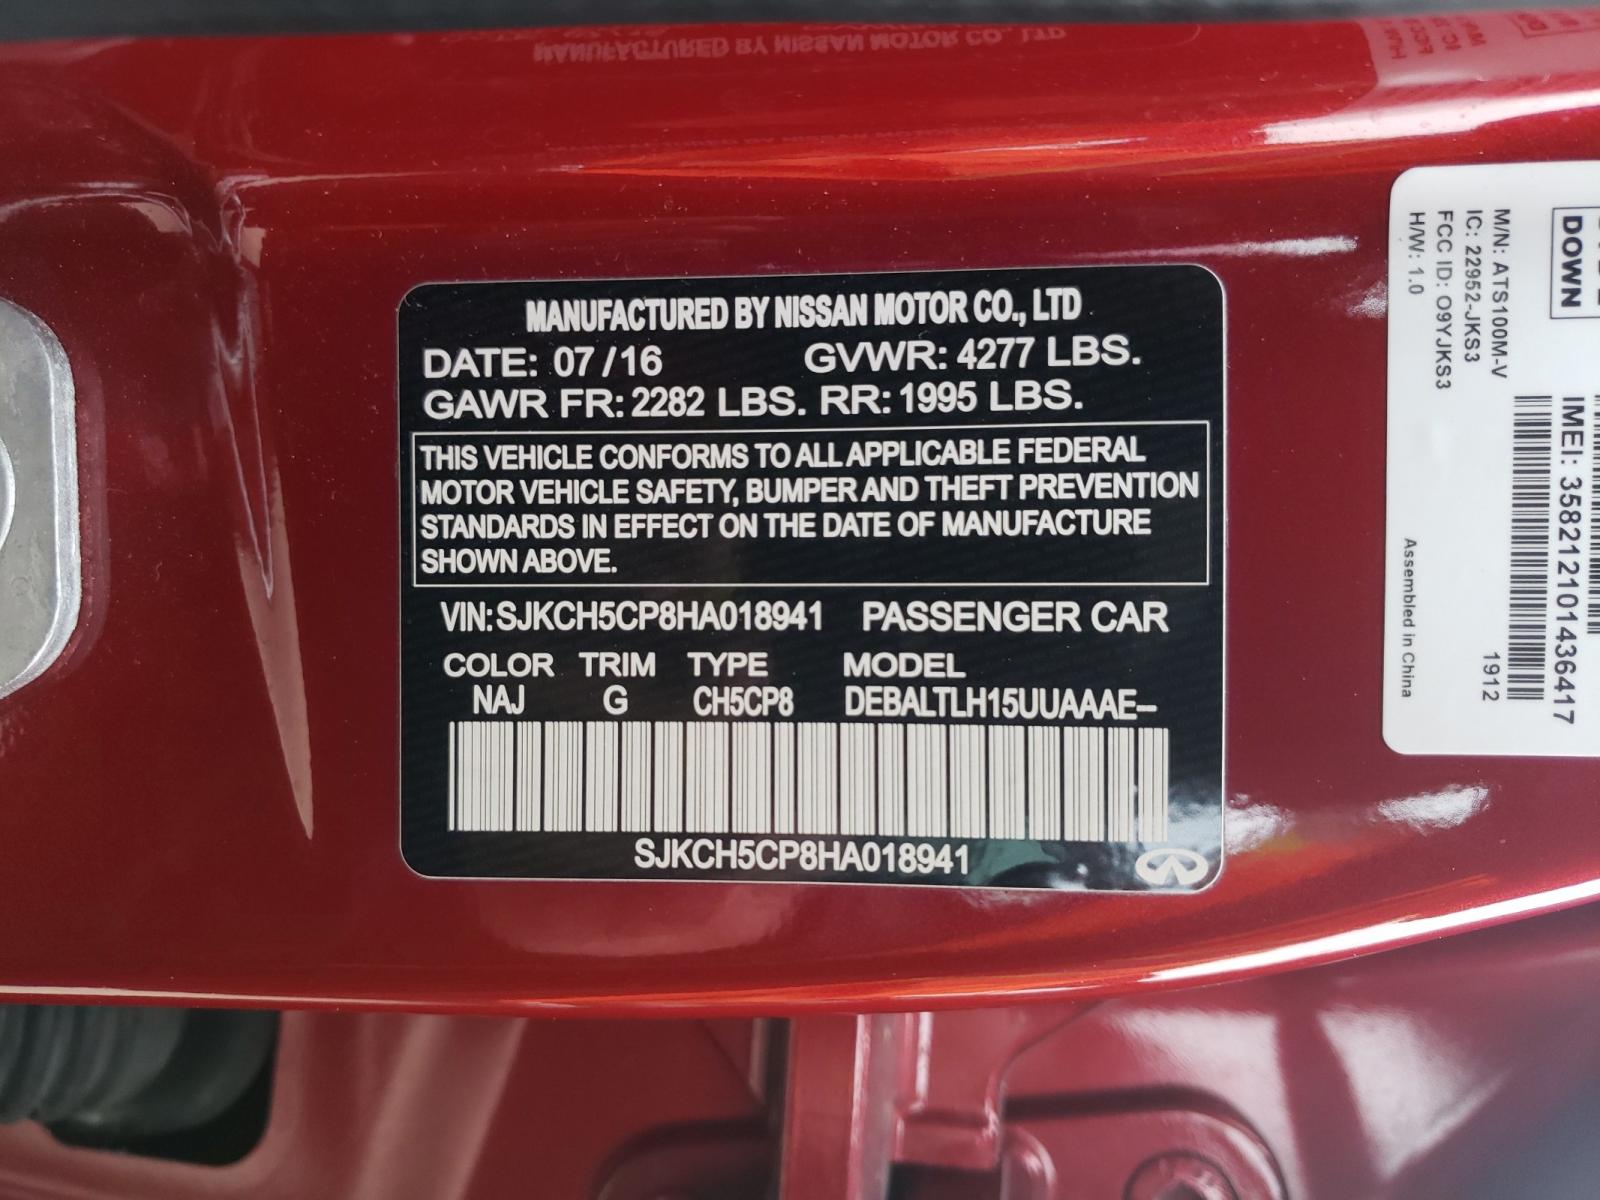 MANUFACTURED BY NISSAN MOTOR CO., LTD
DATE: 07/16 GVWR: 4277 LBS.
GAWR FR: 2282 LBS. RR: 1995 LBS.
THIS VEHICLE CONFORMS TO ALL APPLICABLE FEDERAL
MOTOR VEHICLE SAFETY, BUMPER AND THEFT PREVENTION
STANDARDS IN EFFECT ON THE DATE OF MANUFACTURE
SHOWN ABOVE.
VIN: SJKCH5CP8HA018941 PASSENGER CAR
COLOR TRIM TYPE MODEL
NAJ G CH5CP8 DEBALTLH15UUAAAE–
SJKCH5CP8HA018941
DOWN
M/N: ATS100M-V
IC: 22952-JKS3
FCC ID: O9YJKS3
H/W: 1.0
IMEI: 358212101436417
1912
Assembled in China